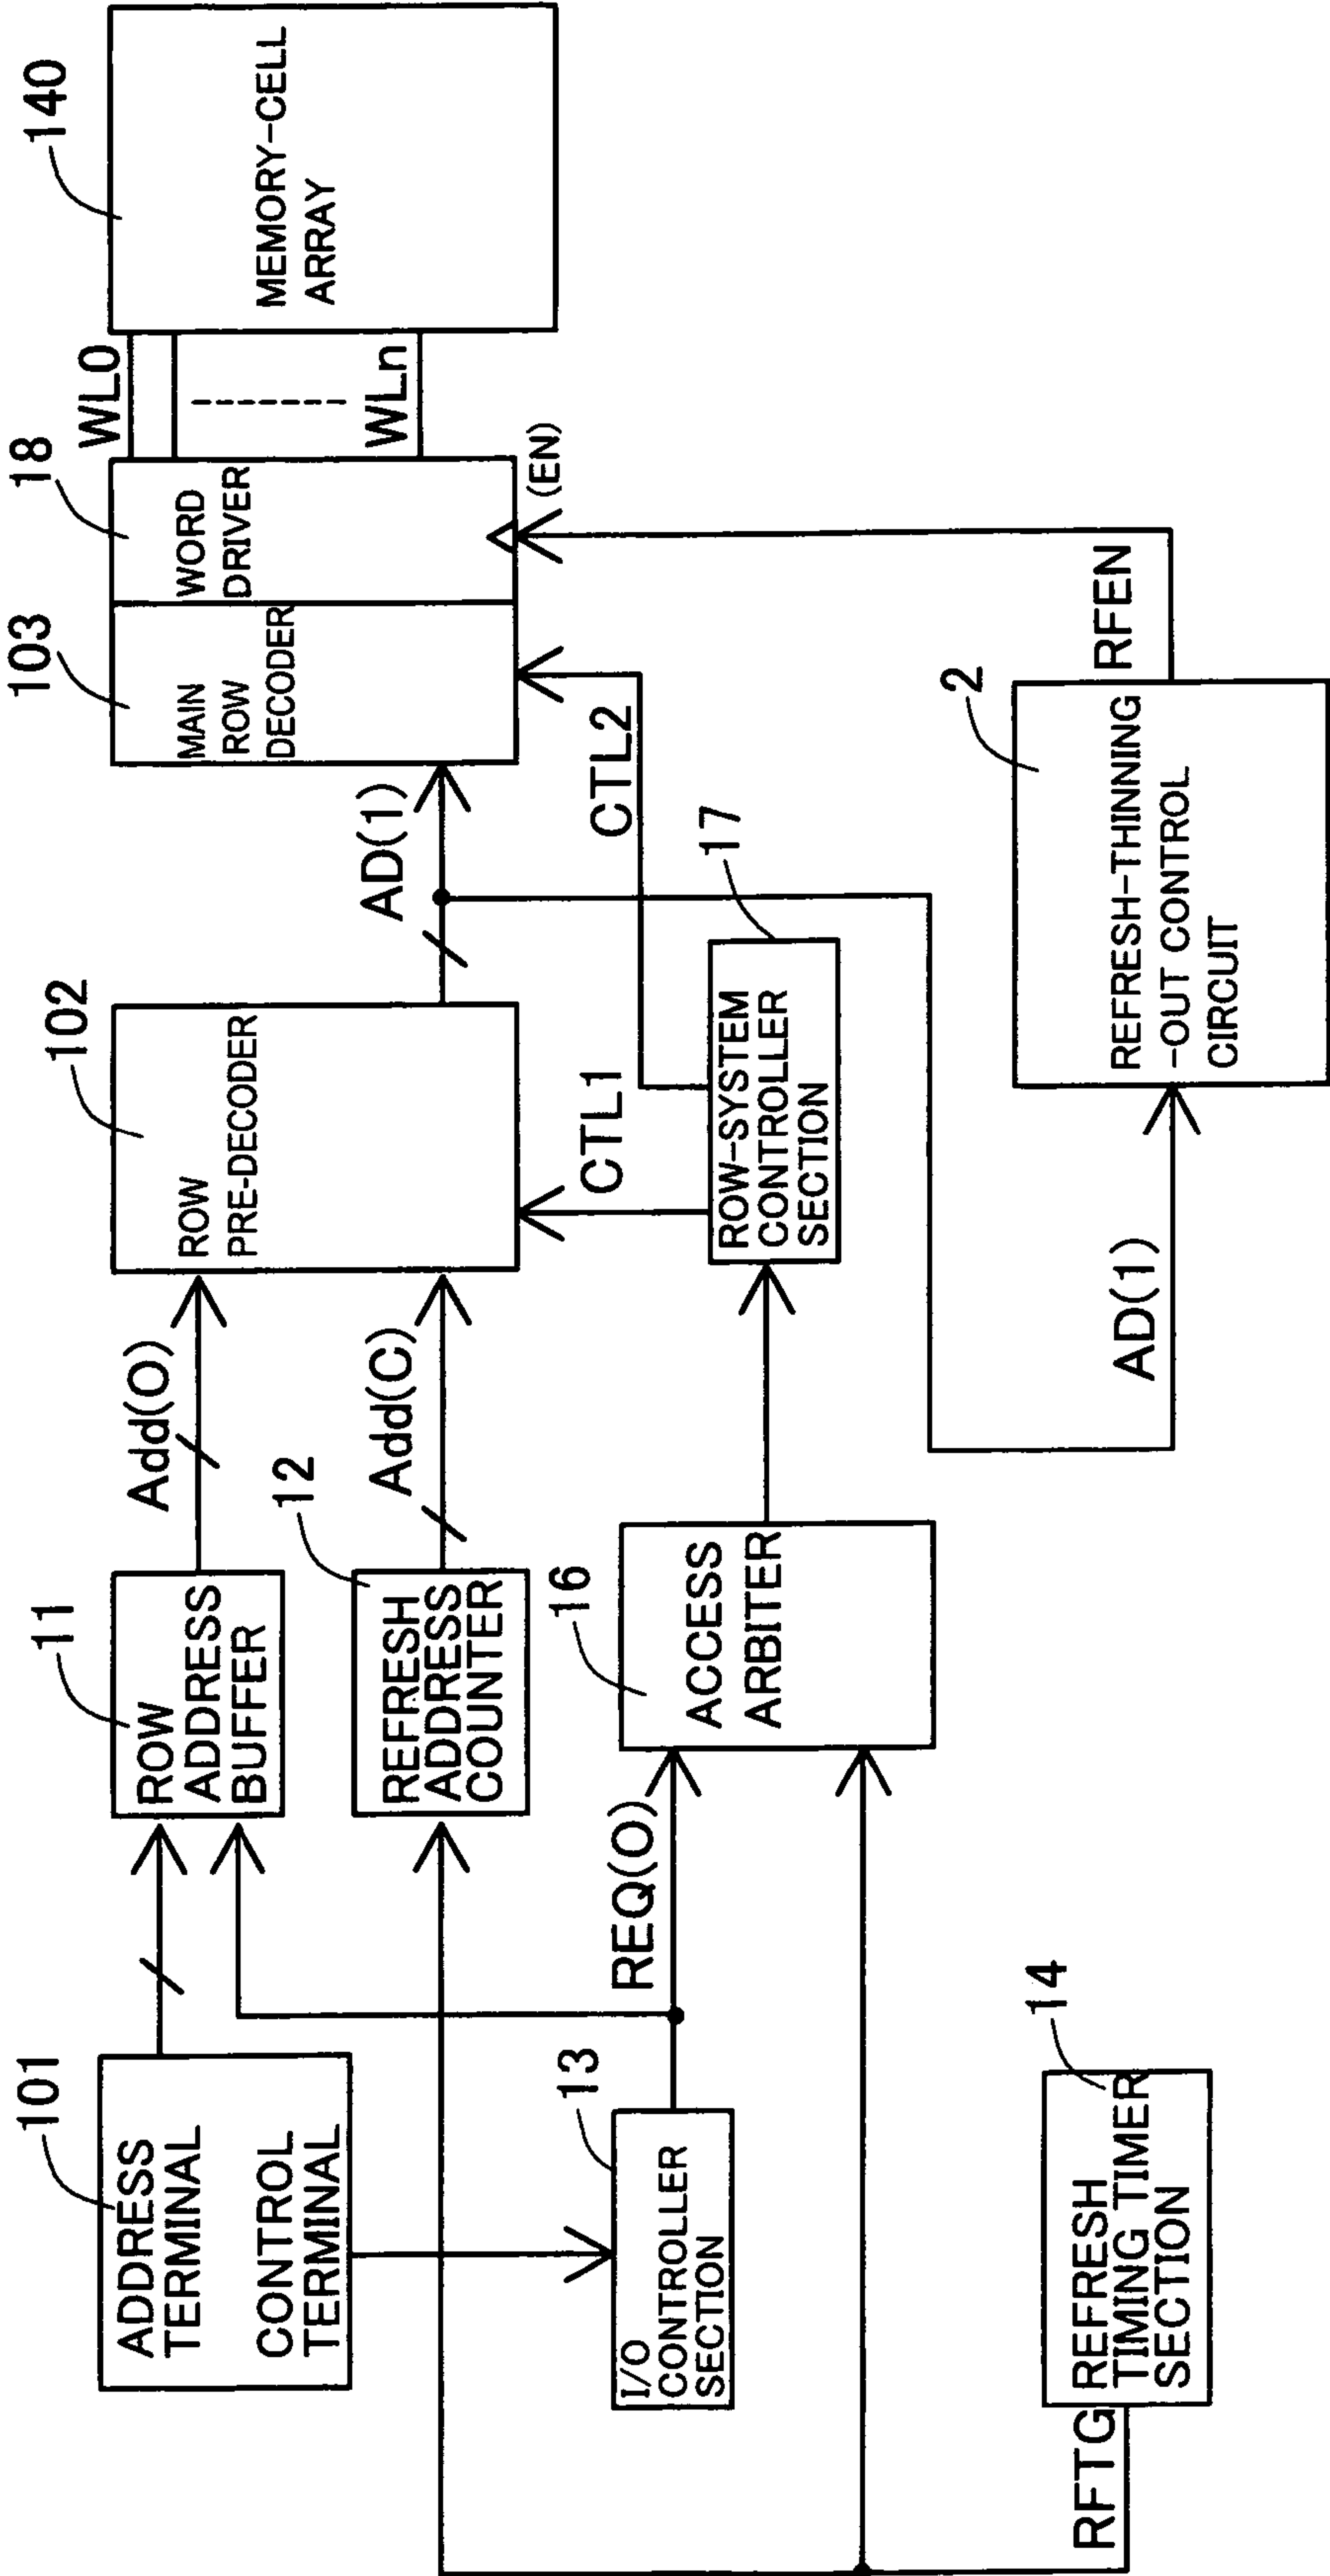 101
ADDRESS
TERMINAL
CONTROL
TERMINAL
11
ROW
ADDRESS
BUFFER
Add(O)
12
REFRESH
ADDRESS
COUNTER
Add(C)
102
ROW
PRE-DECODER
AD(1)
103
MAIN
ROW
DECODER
18
WORD
DRIVER
(EN)
WL0
WLn
140
MEMORY-CELL
ARRAY
13
I/O
CONTROLLER
SECTION
REQ(O)
16
ACCESS
ARBITER
CTL1
CTL2
17
ROW-SYSTEM
CONTROLLER
SECTION
14
REFRESH
TIMING TIMER
SECTION
RFTG
AD(1)
2
REFRESH-THINNING
-OUT CONTROL
CIRCUIT
RFEN